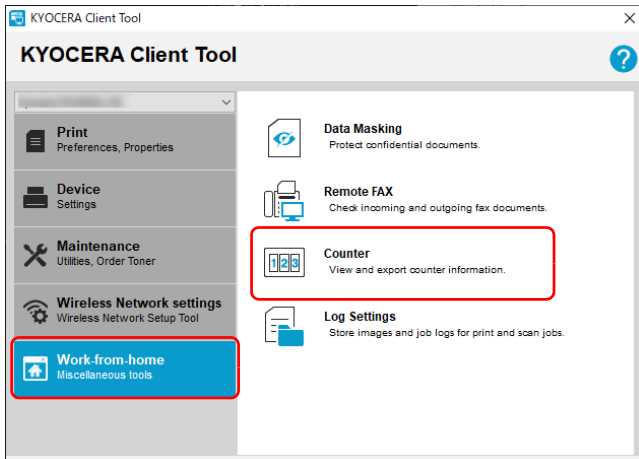 KYOCERA Client Tool
KYOCERA Client Tool
?
Print
Preferences, Properties
Device
Settings
Maintenance
Utilities, Order Toner
Wireless Network settings
Wireless Network Setup Tool
Work-from-home
Miscellaneous tools
Data Masking
Protect confidential documents.
Remote FAX
Check incoming and outgoing fax documents.
123
Counter
View and export counter information.
Log Settings
Store images and job logs for print and scan jobs.